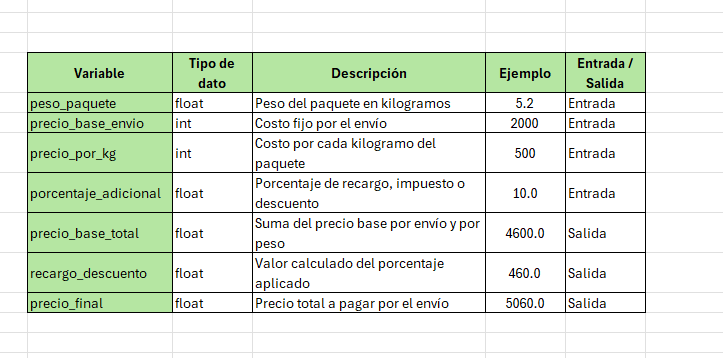 Variable Tipo de dato Descripción Ejemplo Entrada / Salida
peso_paquete float Peso del paquete en kilogramos 5.2 Entrada
precio_base_envio int Costo fijo por el envío 2000 Entrada
precio_por_kg int Costo por cada kilogramo del paquete 500 Entrada
porcentaje_adicional float Porcentaje de recargo, impuesto o descuento 10.0 Entrada
precio_base_total float Suma del precio base por envío y por peso 4600.0 Salida
recargo_descuento float Valor calculado del porcentaje aplicado 460.0 Salida
precio_final float Precio total a pagar por el envío 5060.0 Salida